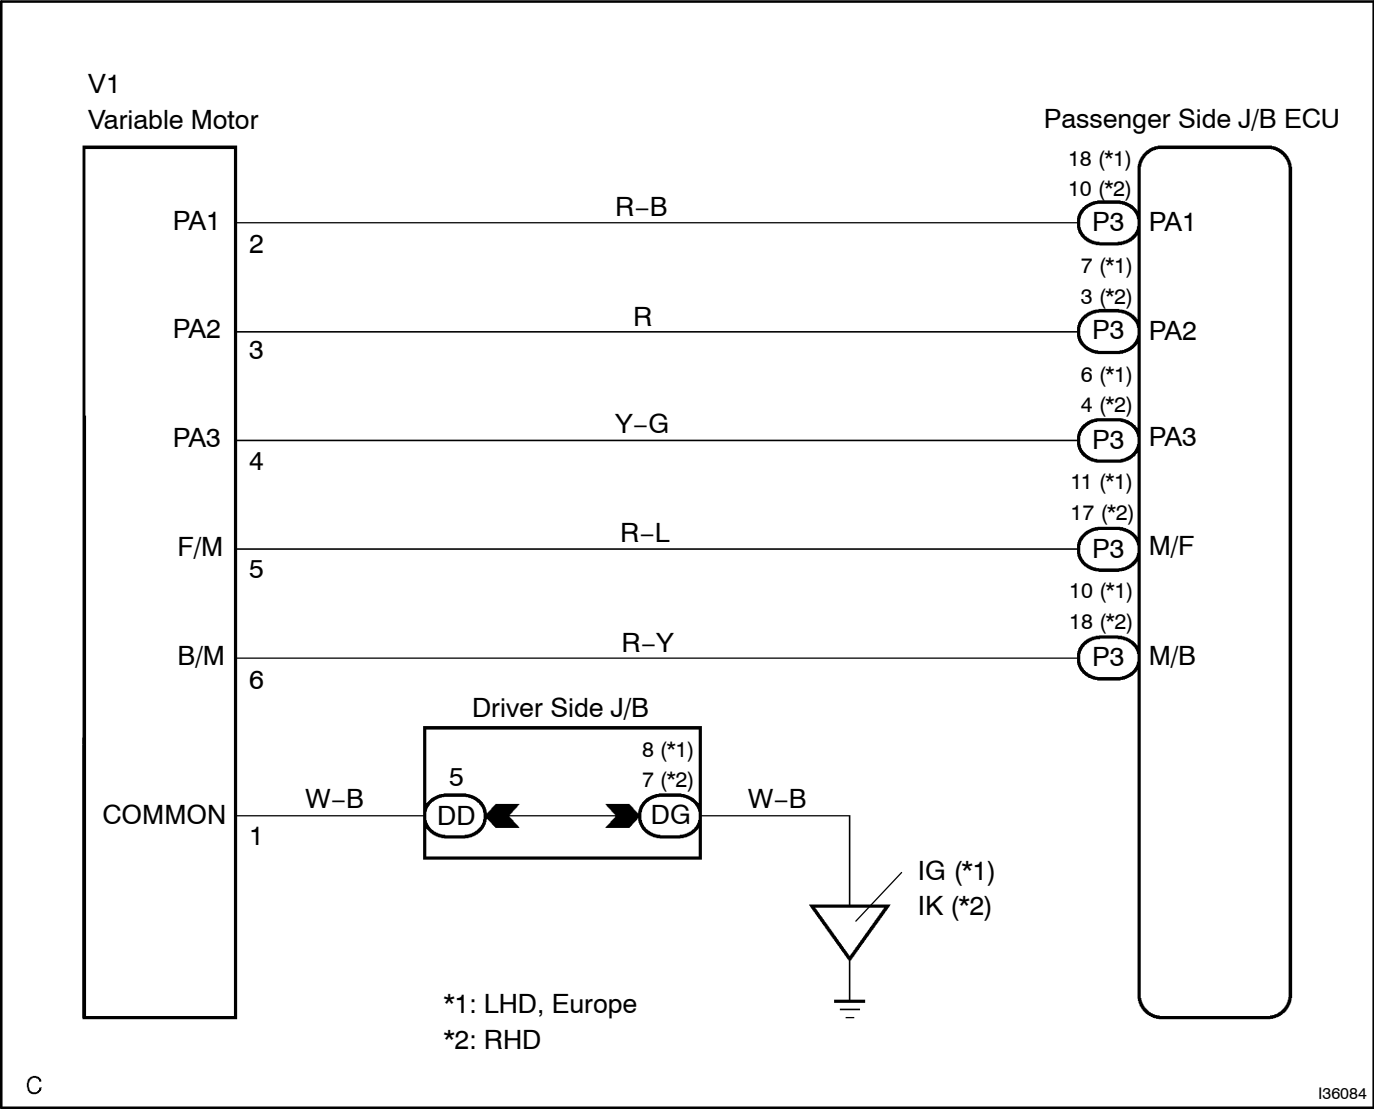 V1
Variable Motor
Passenger Side J/B ECU
18 (*1)
10 (*2)
PA1
2
R–B
P3
PA1
7 (*1)
3 (*2)
PA2
3
R
P3
PA2
6 (*1)
4 (*2)
PA3
4
Y–G
P3
PA3
11 (*1)
17 (*2)
F/M
5
R–L
P3
M/F
10 (*1)
18 (*2)
B/M
6
R–Y
P3
M/B
Driver Side J/B
8 (*1)
5
7 (*2)
COMMON
1
W–B
DD
DG
W–B
IG (*1)
IK (*2)
*1: LHD, Europe
*2: RHD
C
I36084